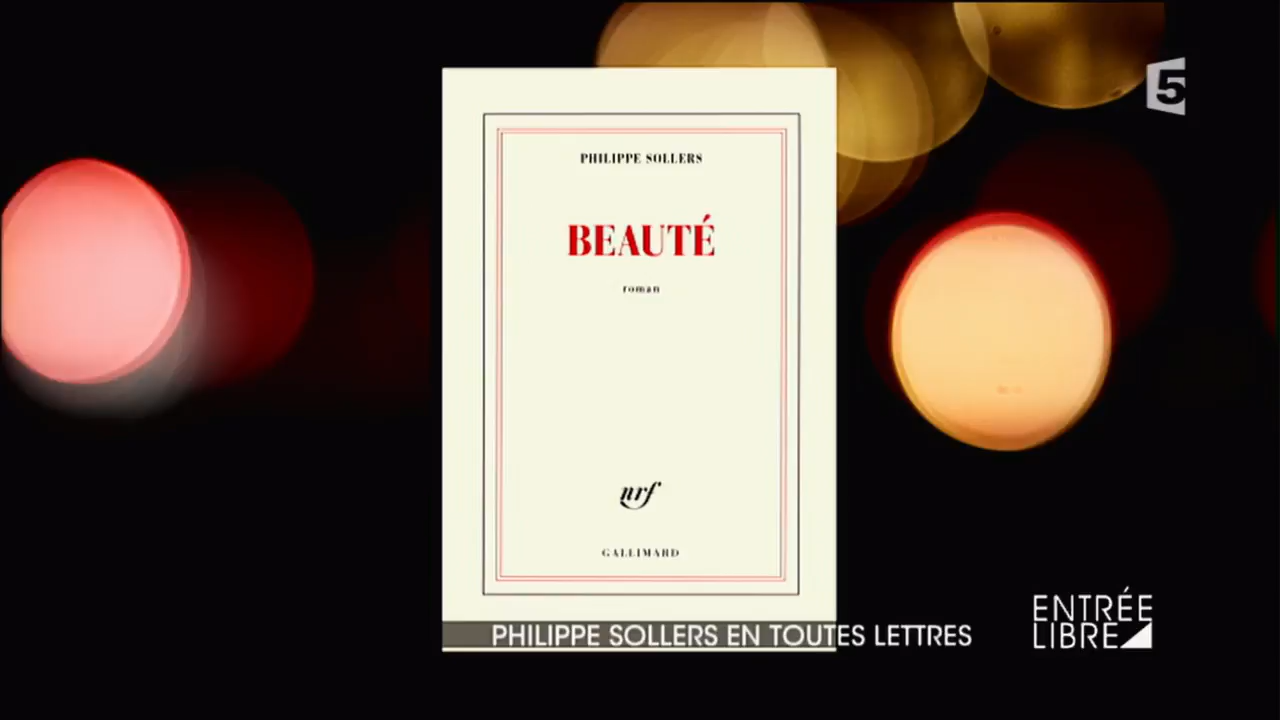 5
PHILIPPE SOLLERS
BEAUTÉ
roman
nrf
GALLIMARD
PHILIPPE SOLLERS EN TOUTES LETTRES
ENTRÉE
LIBRE